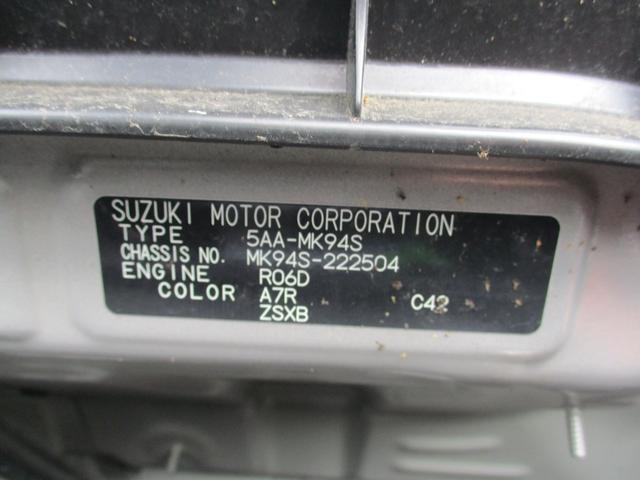 SUZUKI MOTOR CORPORATION
TYPE 5AA-MK94S
CHASSIS NO. MK94S-222504
ENGINE R06D
COLOR A7R C42
ZSXB